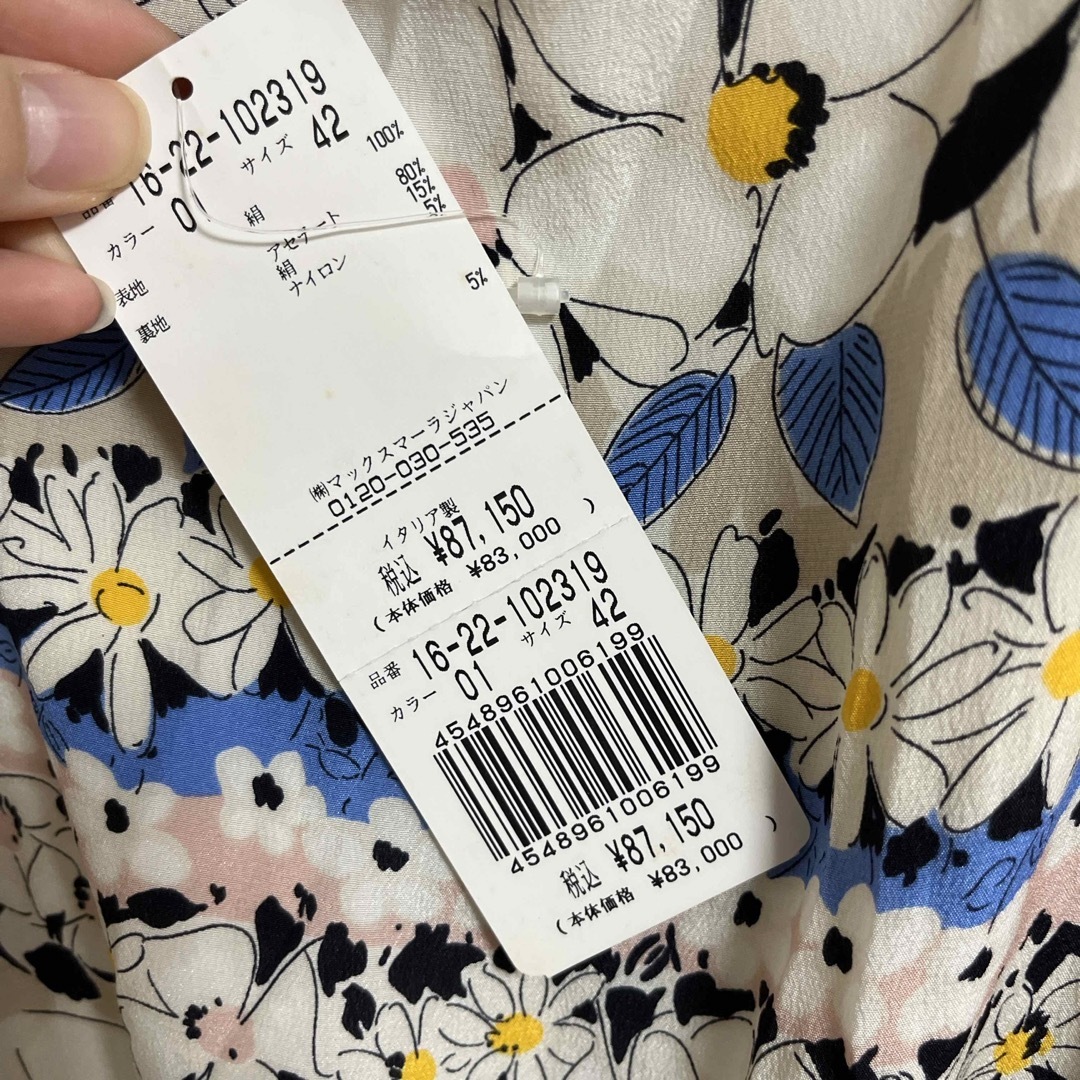 品番 16-22-102319
カラー 01 サイズ 42
表地 絹 100%
裏地 アセテート 80%
絹 15%
ナイロン 5%
5%
㈱マックスマーラジャパン
0120-030-535
イタリア製
税込 ¥87,150
(本体価格 ¥83,000 )
品番 16-22-102319
カラー 01 サイズ 42
4548961006199
4548961006199
税込 ¥87,150
(本体価格 ¥83,000 )